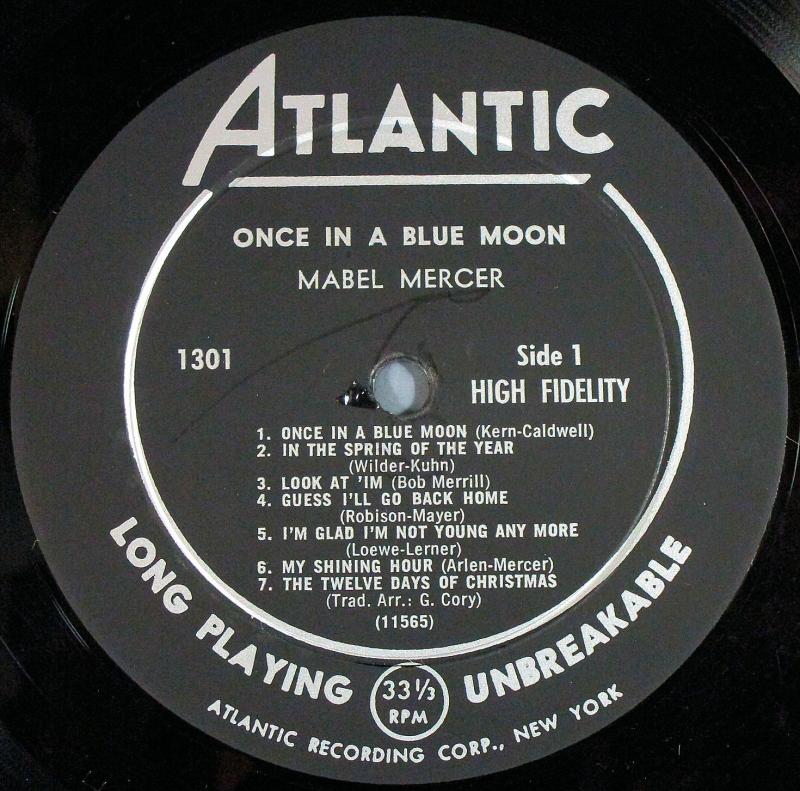 ATLANTIC
ONCE IN A BLUE MOON
MABEL MERCER
1301
Side 1
HIGH FIDELITY
1. ONCE IN A BLUE MOON (Kern-Caldwell)
2. IN THE SPRING OF THE YEAR
(Wilder-Kuhn)
3. LOOK AT 'IM (Bob Merrill)
4. GUESS I'LL GO BACK HOME
(Robison-Mayer)
5. I'M GLAD I'M NOT YOUNG ANY MORE
(Loewe-Lerner)
6. MY SHINING HOUR (Arlen-Mercer)
7. THE TWELVE DAYS OF CHRISTMAS
(Trad. Arr.: G. Cory)
(11565)
LONG PLAYING
33 1/3
RPM
UNBREAKABLE
ATLANTIC RECORDING CORP., NEW YORK